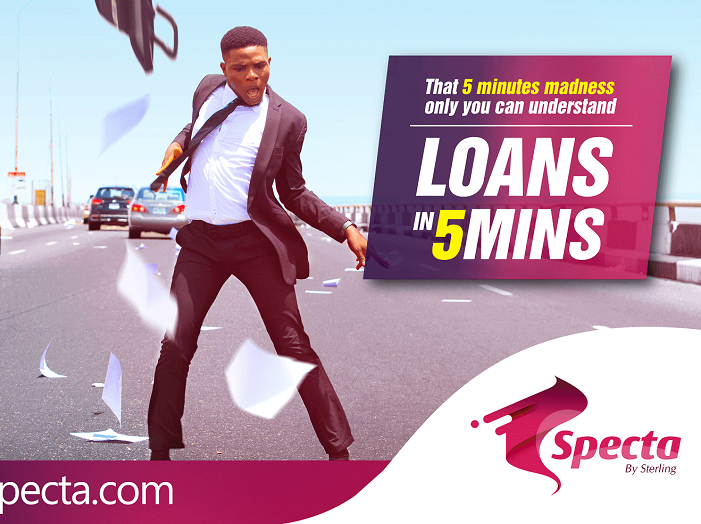 That 5 minutes madness
only you can understand
LOANS
IN 5MINS
Specta
By Sterling
pecta.com